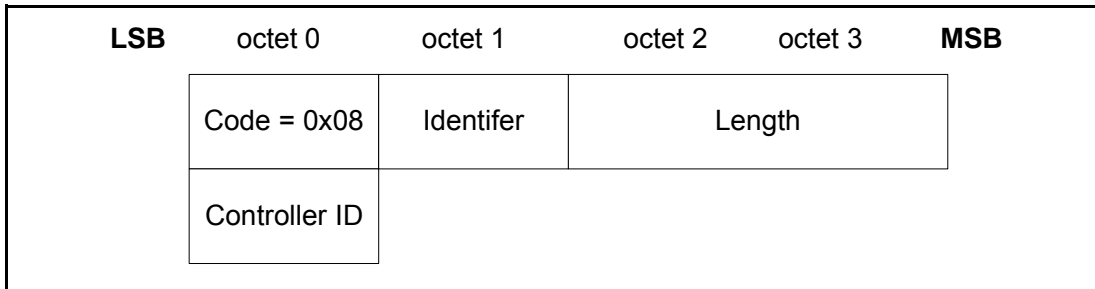 LSB octet 0 octet 1 octet 2 octet 3 MSB
Code = 0x08 Identifer Length
Controller ID